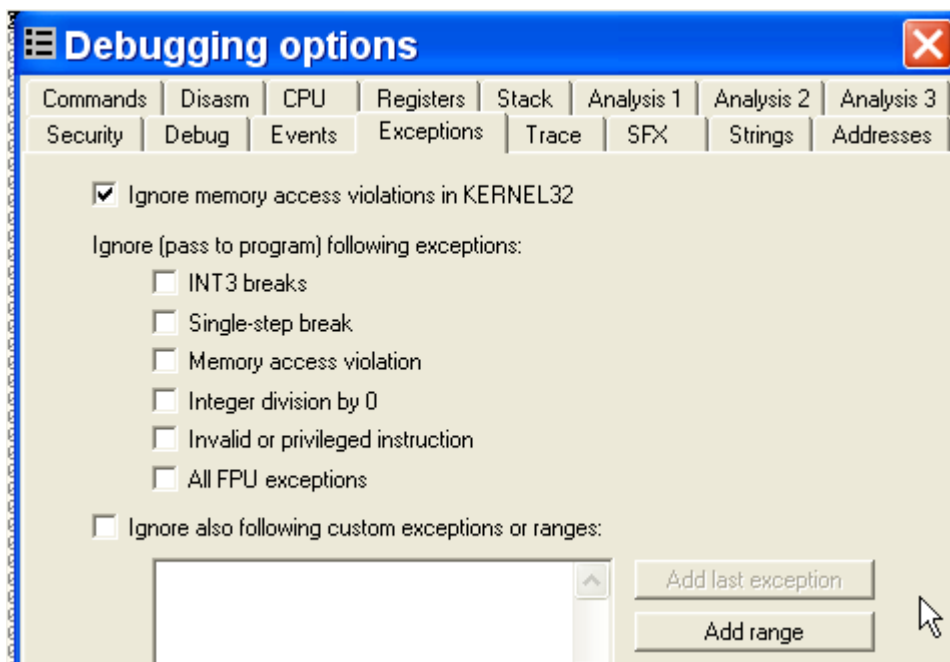 Debugging options
Commands Disasm CPU Registers Stack Analysis 1 Analysis 2 Analysis 3
Security Debug Events Exceptions Trace SFX Strings Addresses
Ignore memory access violations in KERNEL32
Ignore (pass to program) following exceptions:
INT3 breaks
Single-step break
Memory access violation
Integer division by 0
Invalid or privileged instruction
All FPU exceptions
Ignore also following custom exceptions or ranges:
Add last exception
Add range